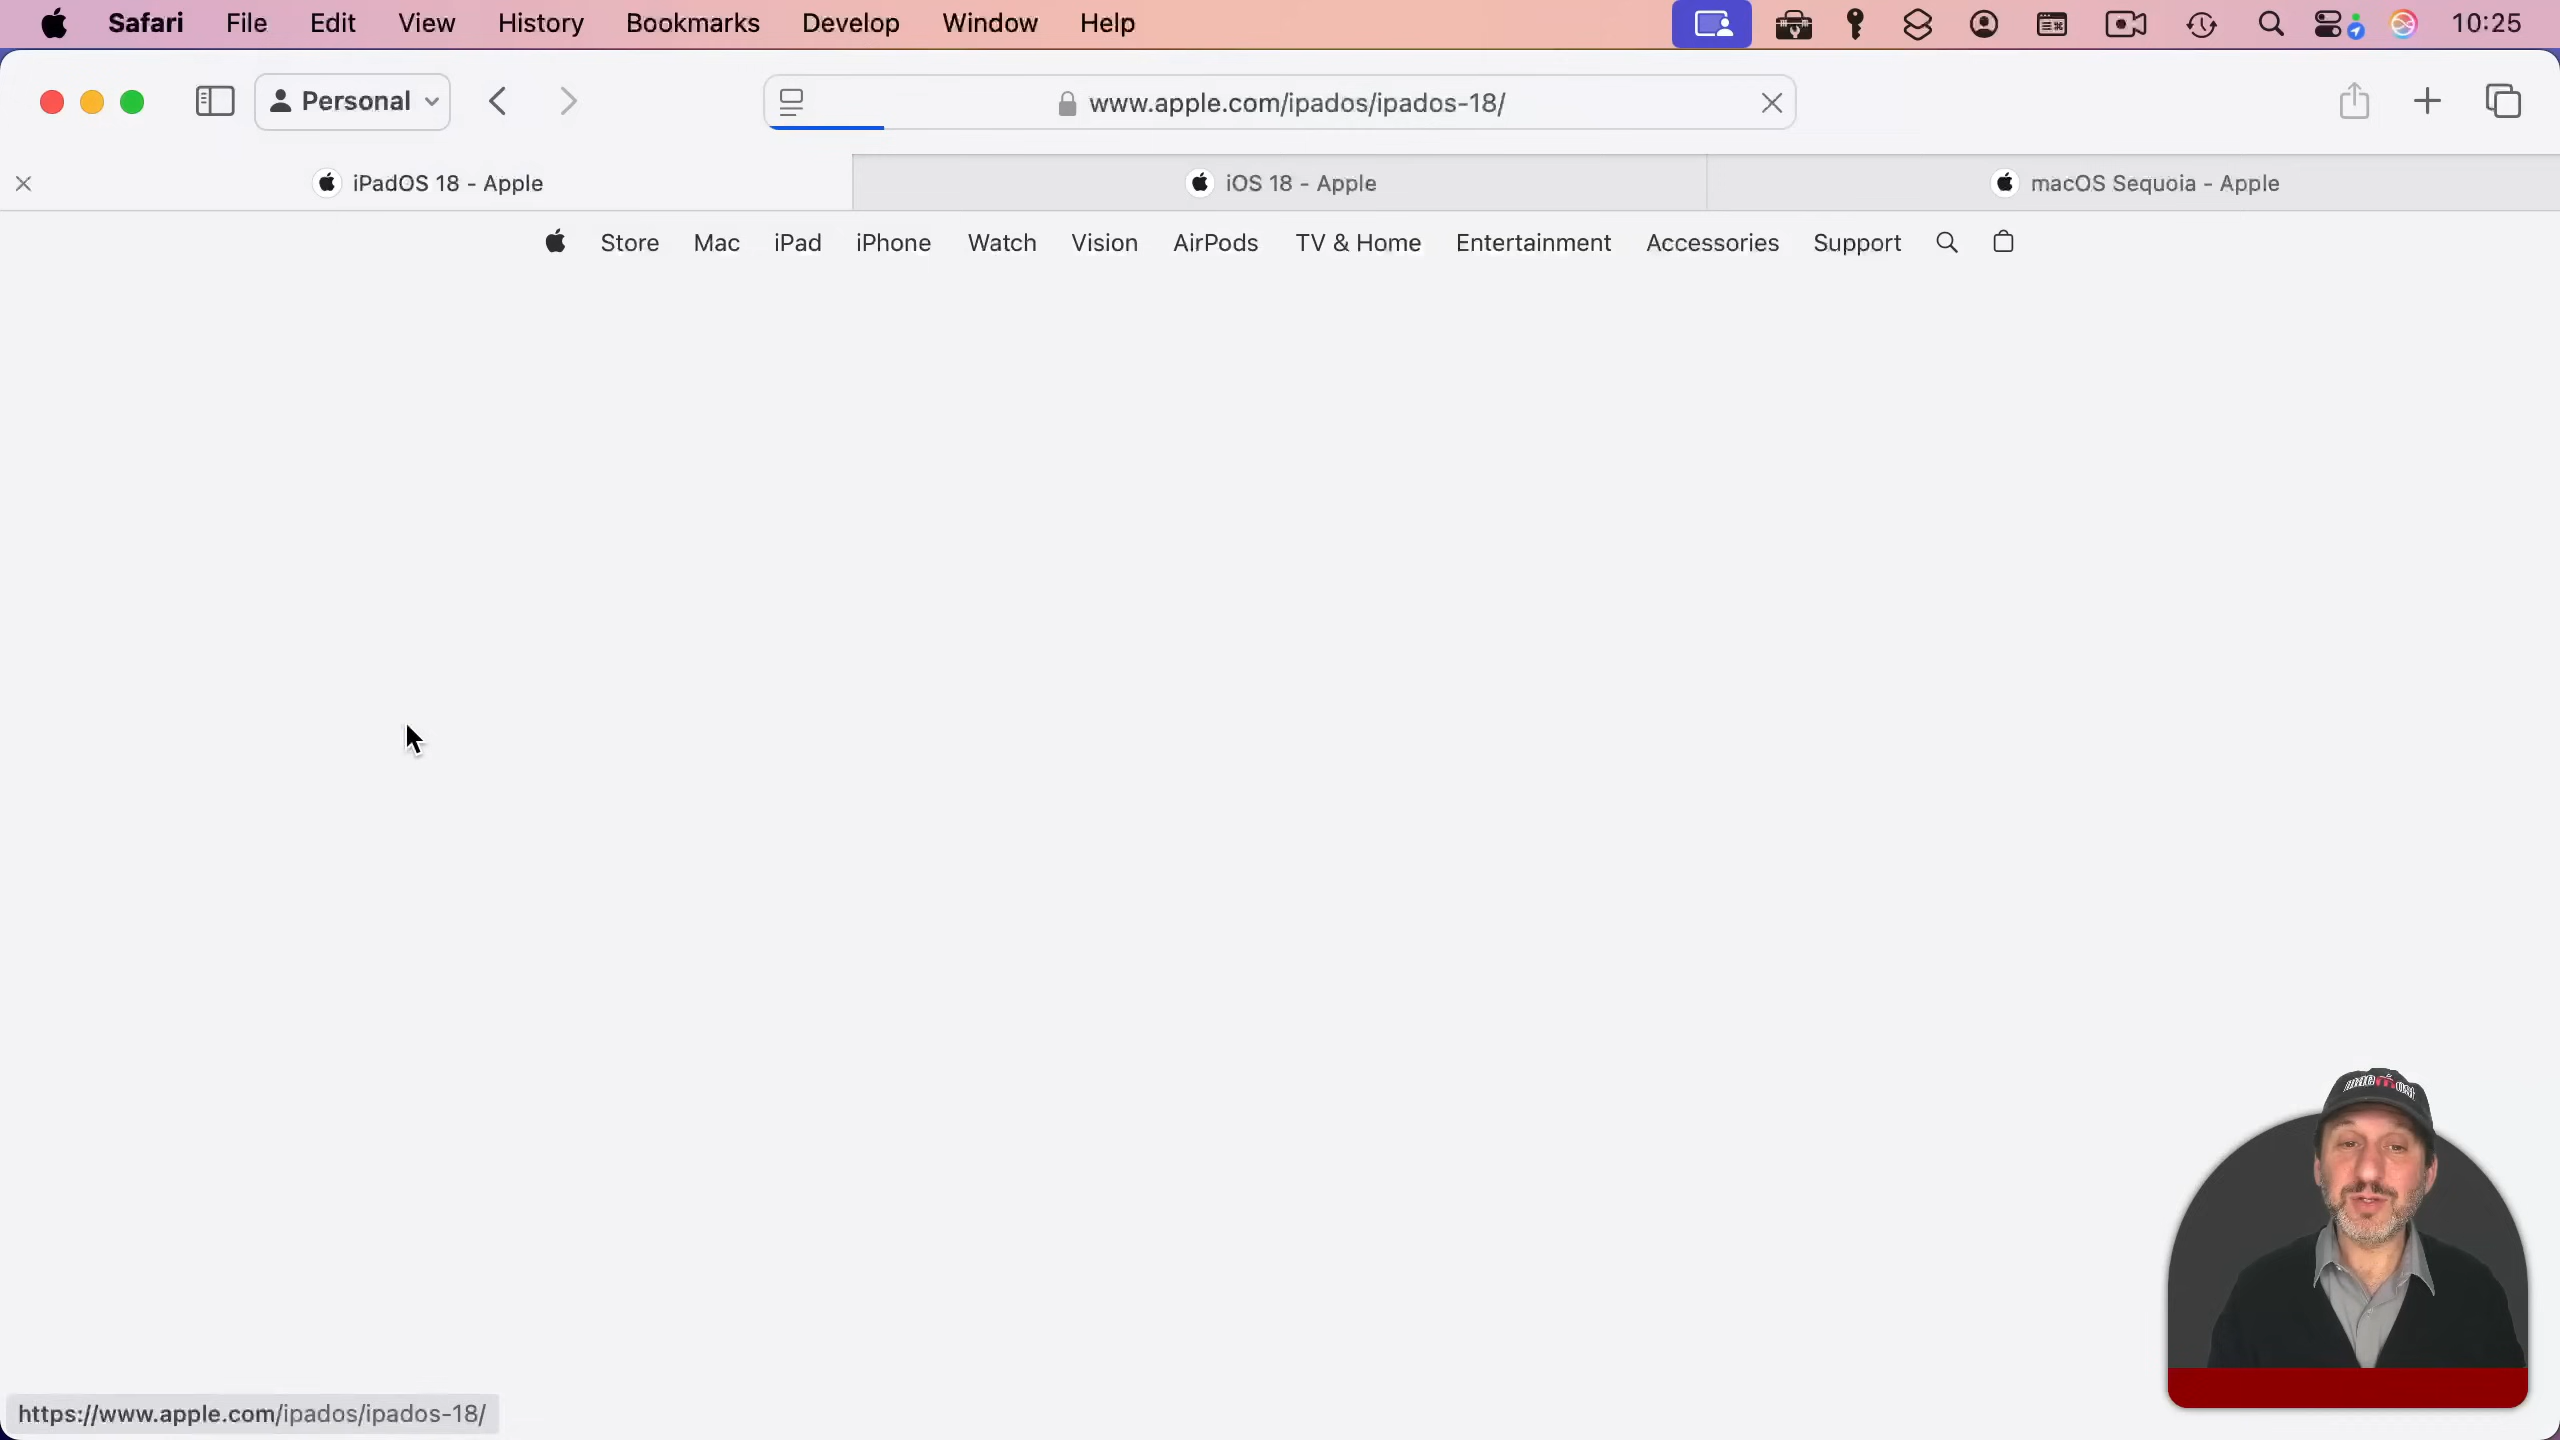 Safari File Edit View History Bookmarks Develop Window Help 10:25
Personal www.apple.com/ipados/ipados-18/
iPadOS 18 - Apple iOS 18 - Apple macOS Sequoia - Apple
Store Mac iPad iPhone Watch Vision AirPods TV & Home Entertainment Accessories Support
https://www.apple.com/ipados/ipados-18/